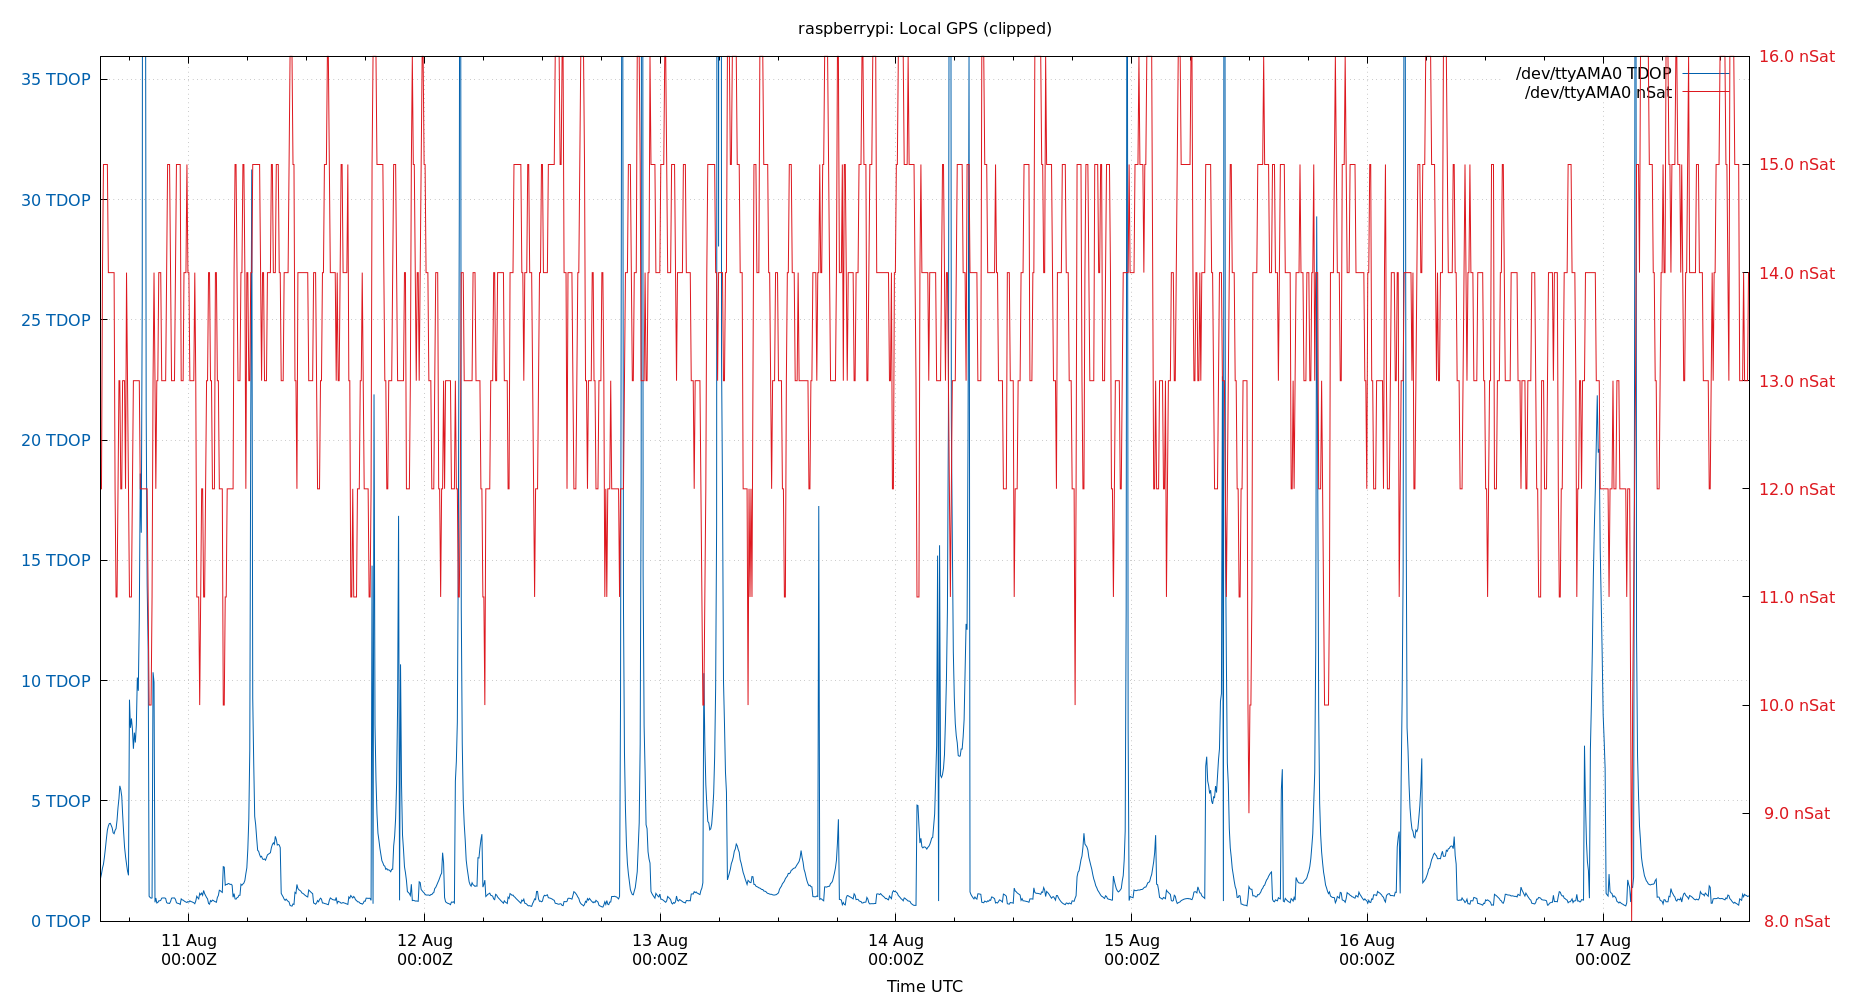 raspberrypi: Local GPS (clipped)
35 TDOP
30 TDOP
25 TDOP
20 TDOP
15 TDOP
10 TDOP
5 TDOP
0 TDOP
/dev/ttyAMA0 TDOP
/dev/ttyAMA0 nSat
16.0 nSat
15.0 nSat
14.0 nSat
13.0 nSat
12.0 nSat
11.0 nSat
10.0 nSat
9.0 nSat
8.0 nSat
11 Aug 12 Aug 13 Aug 14 Aug 15 Aug 16 Aug 17 Aug
00:00Z 00:00Z 00:00Z 00:00Z 00:00Z 00:00Z 00:00Z
Time UTC